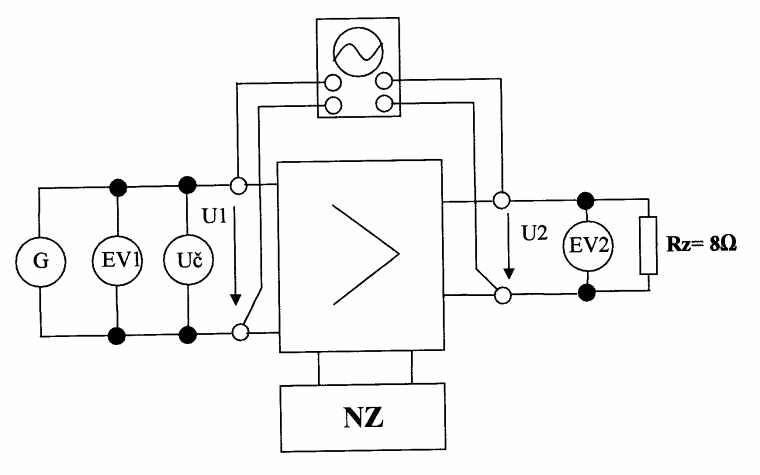 U1
U2
G
EV1
Uč
EV2
Rz= 8Ω
NZ